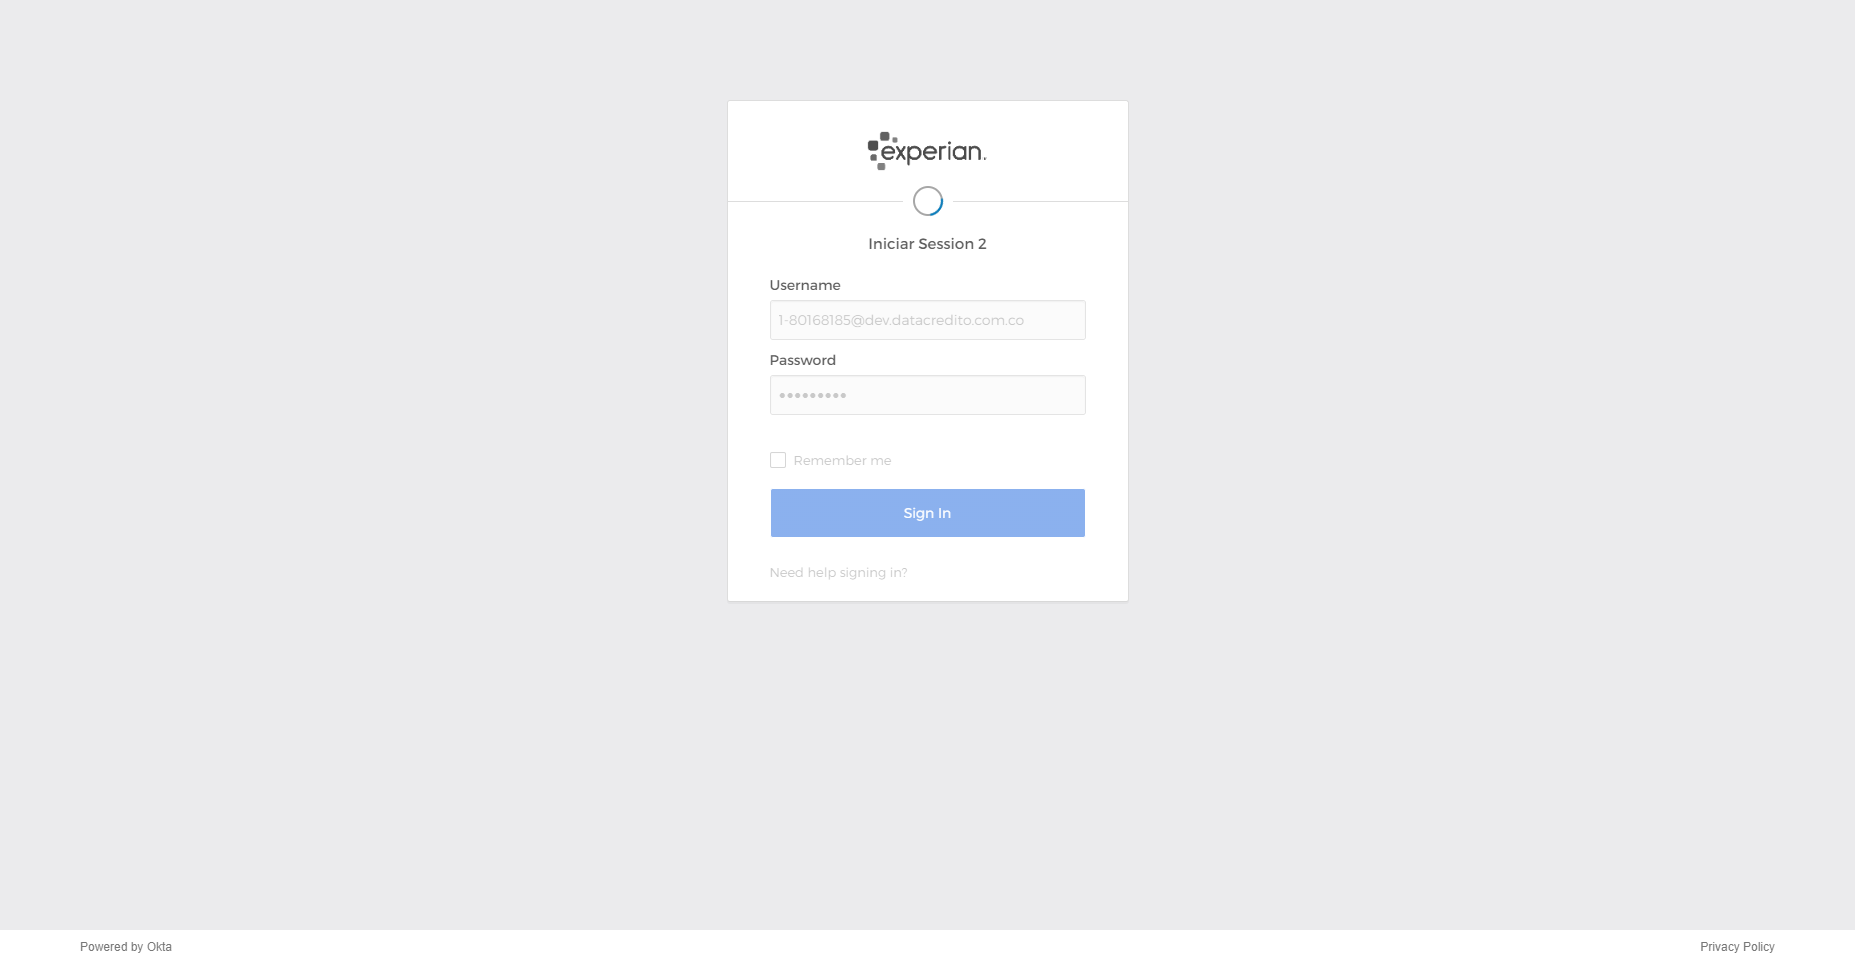 experian.
Iniciar Session 2
Username
1-80168185@dev.datacredito.com.co
Password
•••••••••
Remember me
Sign In
Need help signing in?
Powered by Okta
Privacy Policy